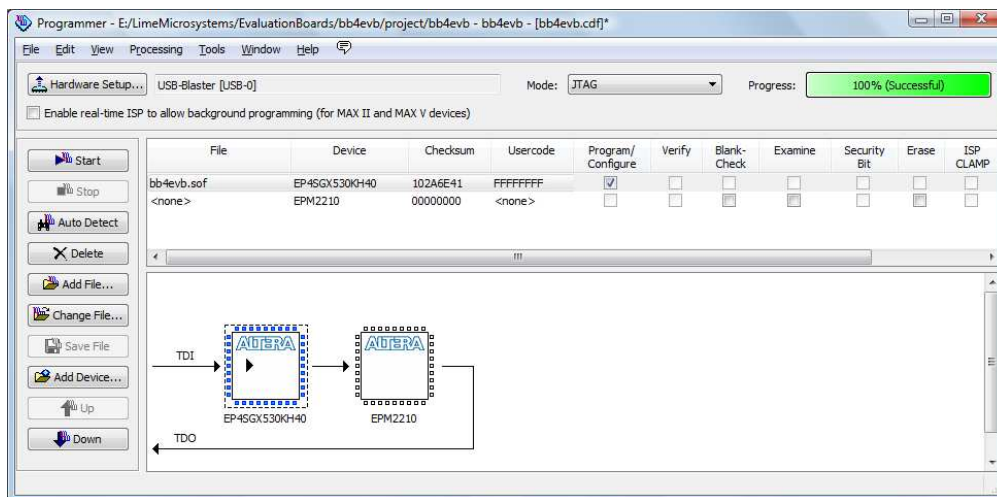 Programmer - E:/LimeMicrosystems/EvaluationBoards/bb4evb/project/bb4evb - bb4evb - [bb4evb.cdf]*
File Edit View Processing Tools Window Help
Hardware Setup... USB-Blaster [USB-0] Mode: JTAG Progress: 100% (Successful)
Enable real-time ISP to allow background programming (for MAX II and MAX V devices)
Start
Stop
Auto Detect
Delete
Add File...
Change File...
Save File
Add Device...
Up
Down
File Device Checksum Usercode Program/ Verify Blank- Examine Security Erase ISP
Configure Check Bit CLAMP
bb4evb.sof EP4SGX530KH40 102A6E41 FFFFFFFF
<none> EPM2210 00000000 <none>
ALTERA ALTERA
TDI
EP4SGX530KH40 EPM2210
TDO